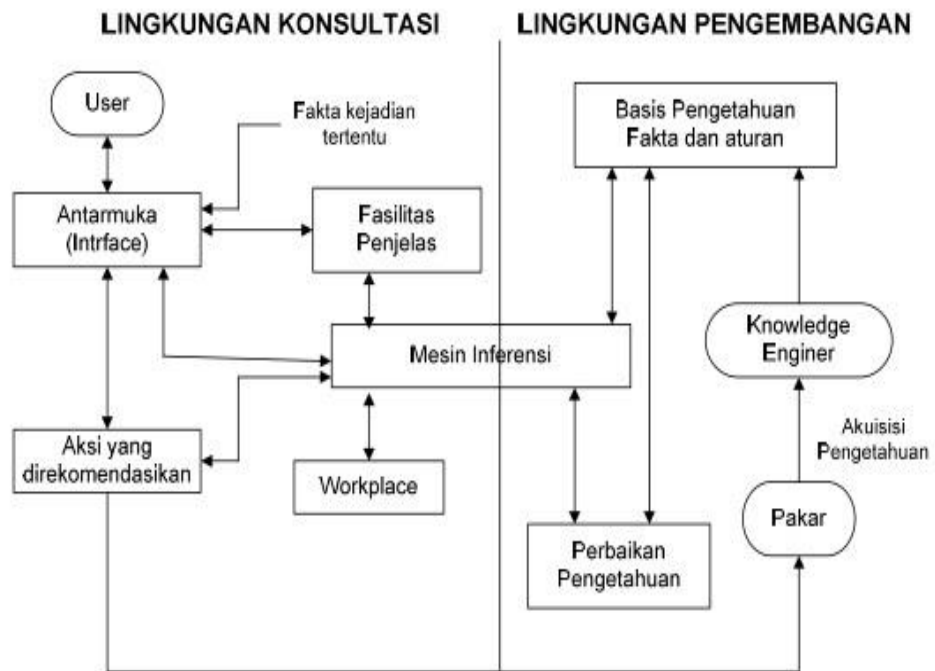 LINGKUNGAN KONSULTASI
LINGKUNGAN PENGEMBANGAN
User
Fakta kejadian
tertentu
Basis Pengetahuan
Fakta dan aturan
Antarmuka
(Intrface)
Fasilitas
Penjelas
Mesin Inferensi
Knowledge
Enginer
Aksi yang
direkomendasikan
Workplace
Akuisisi
Pengetahuan
Pakar
Perbaikan
Pengetahuan